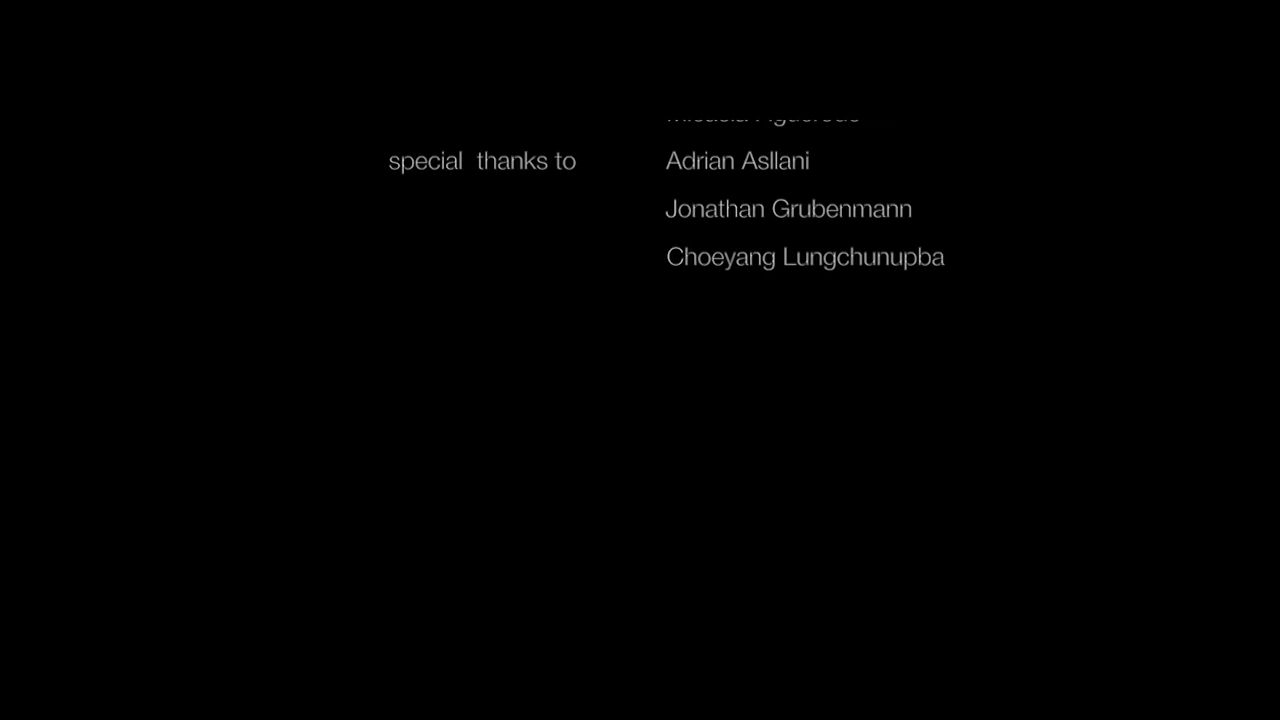 special thanks to Adrian Asllani
Jonathan Grubenmann
Choeyang Lungchunupba